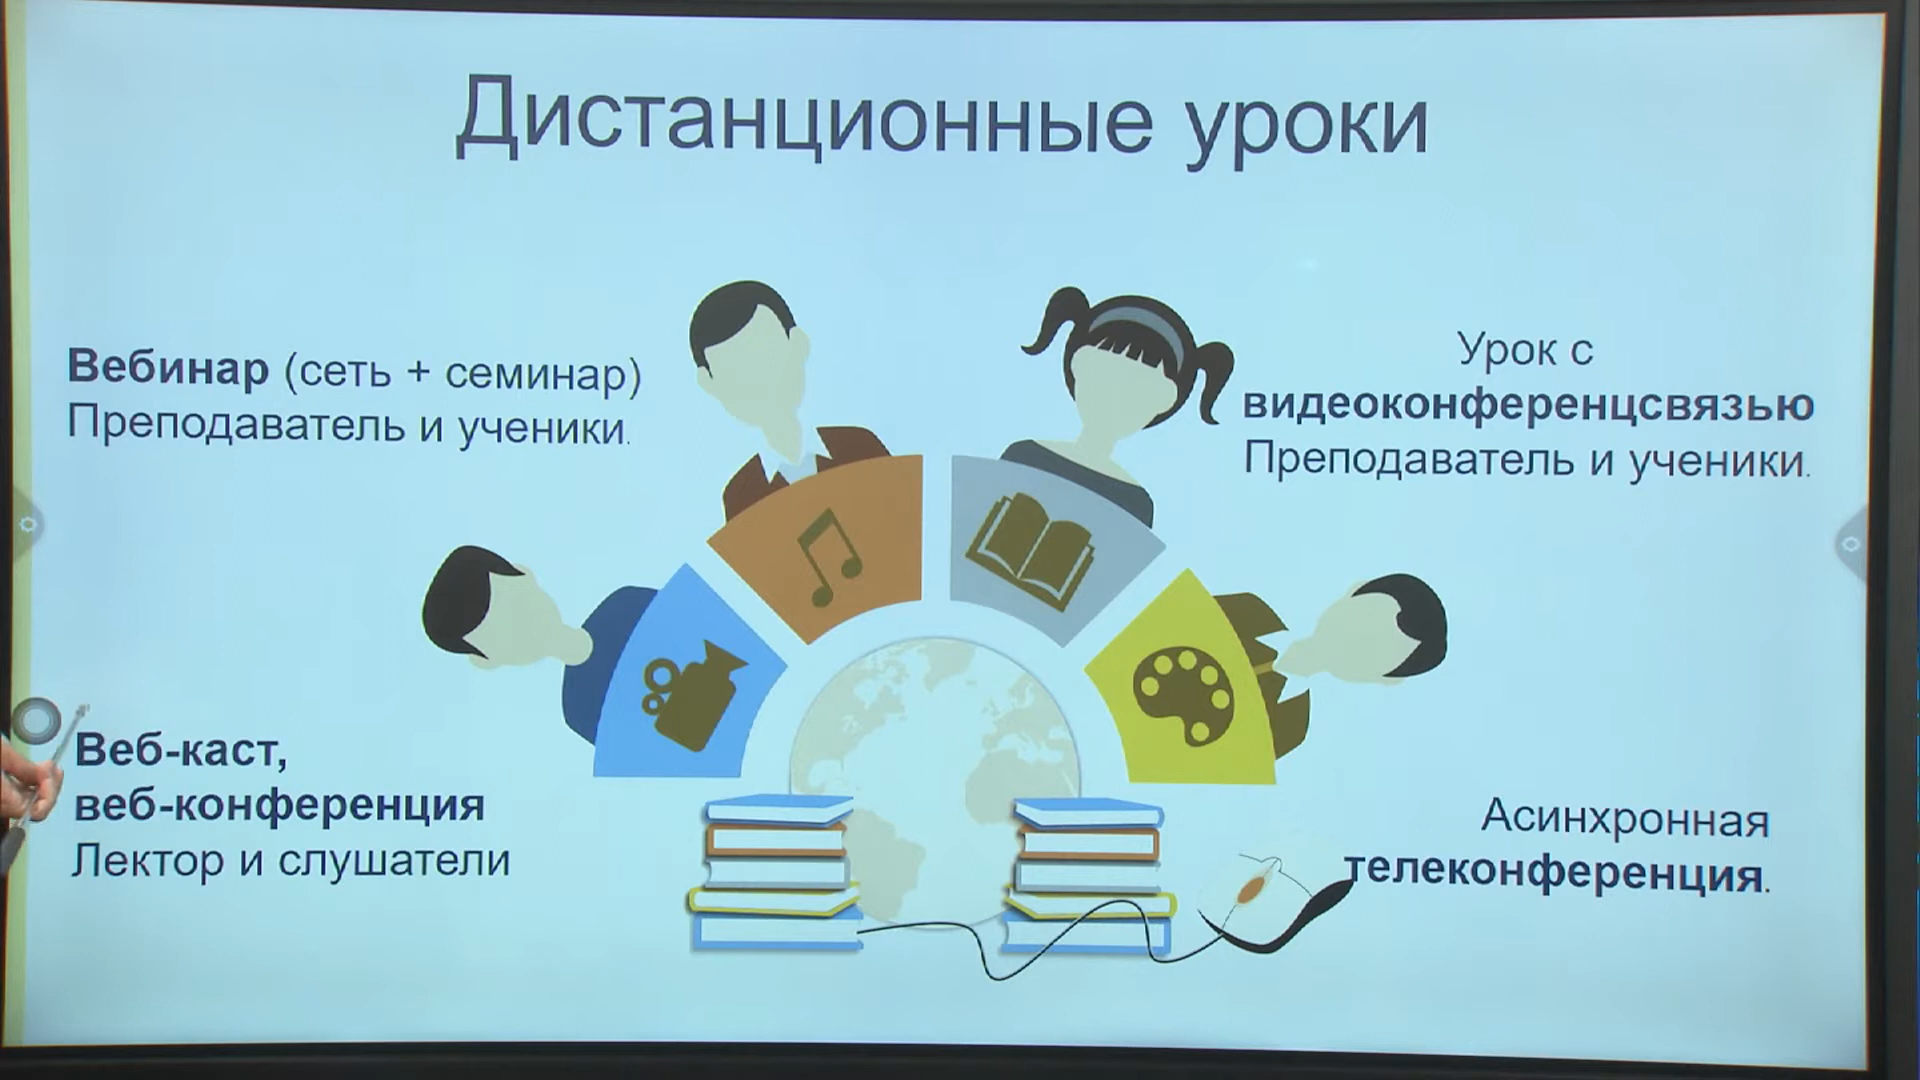 Дистанционные уроки
Вебинар (сеть + семинар)
Преподаватель и ученики.
Урок с
видеоконференцсвязью
Преподаватель и ученики.
Веб-каст,
веб-конференция
Лектор и слушатели
Асинхронная
телеконференция.